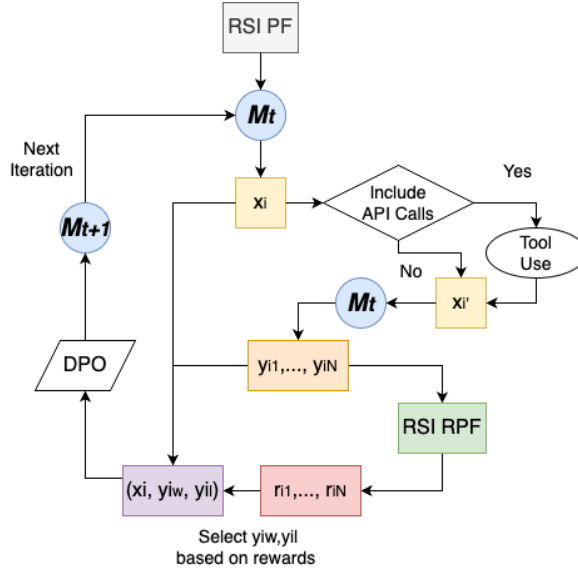 RSI PF
Mt
Next
Iteration
xi
Include
API Calls
Yes
Mt+1
Tool
Use
No
Mt
xi'
DPO
yi1,..., yiN
RSI RPF
(xi, yiw, yil)
ri1,..., riN
Select yiw,yil
based on rewards